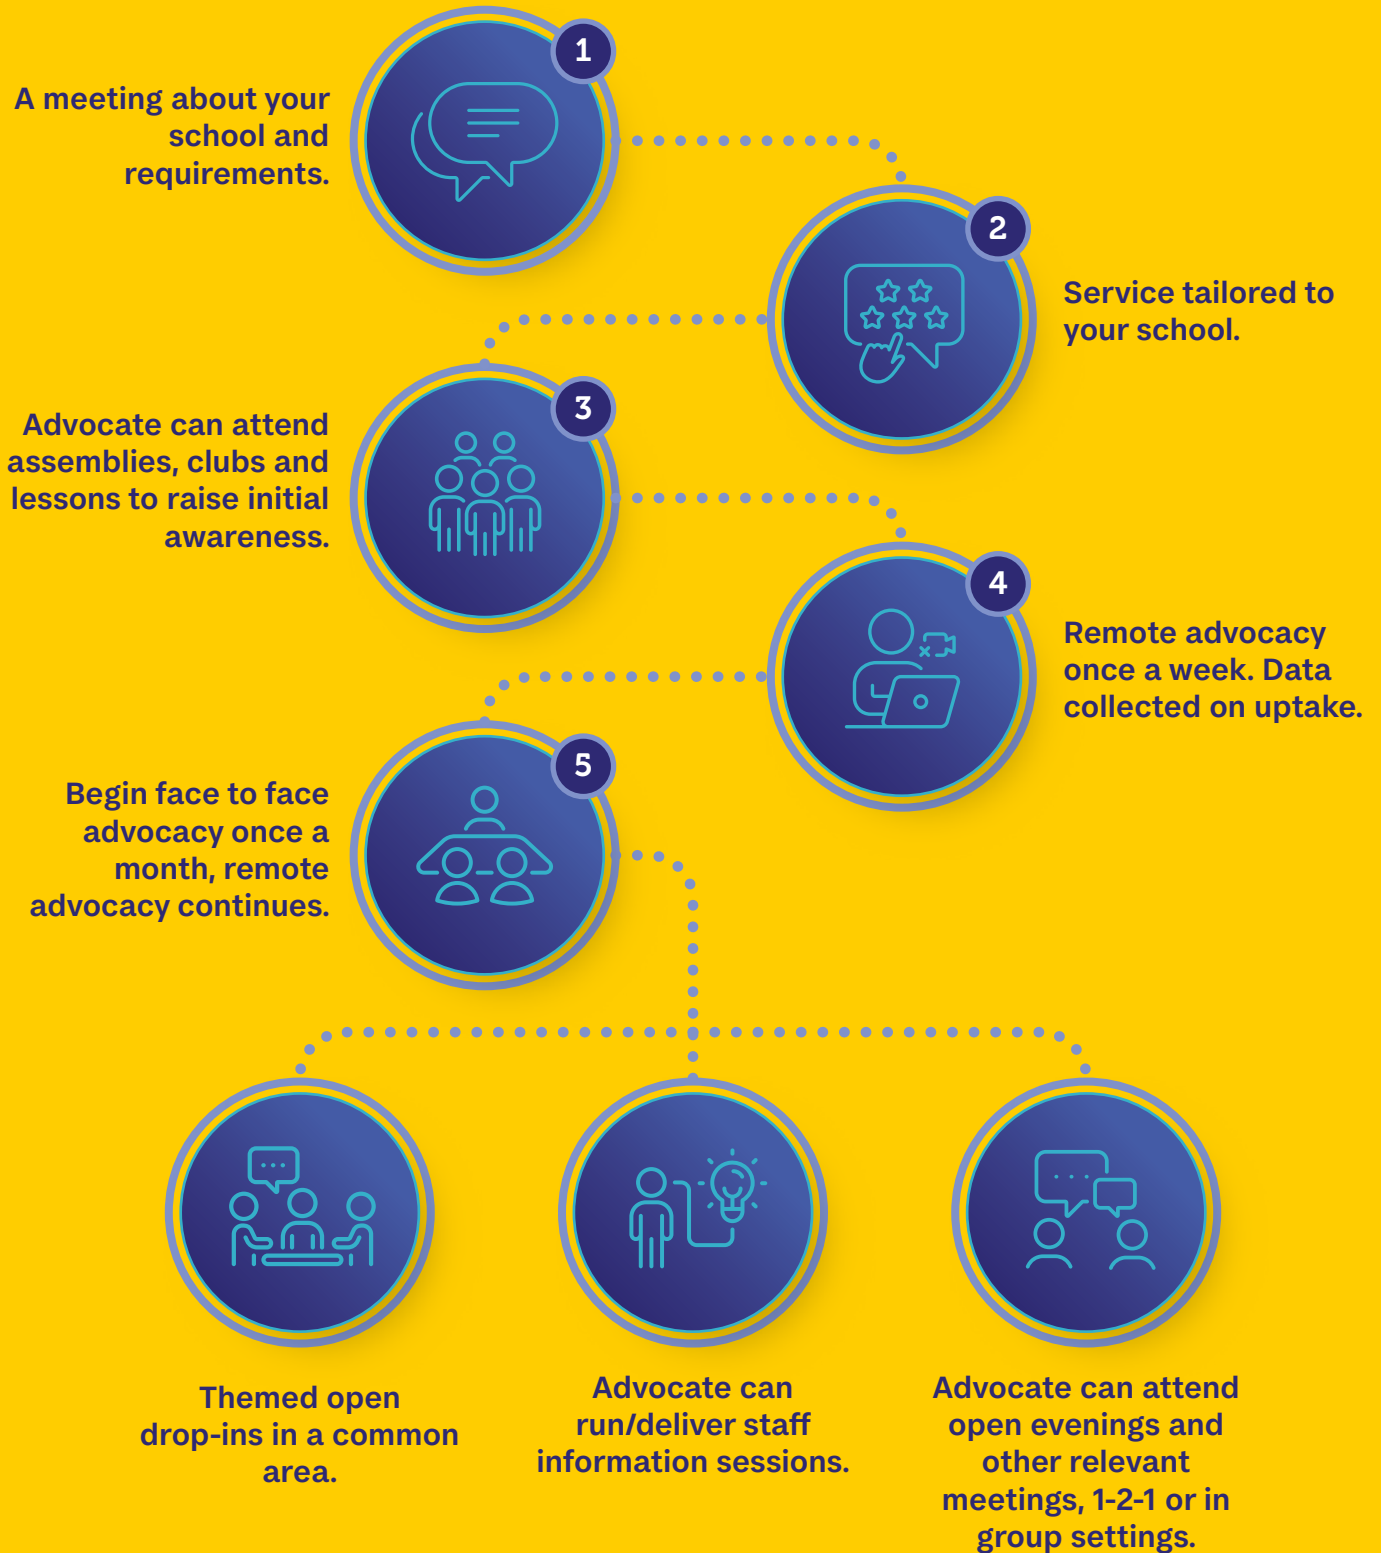 1
A meeting about your
school and
requirements.
2
Service tailored to
your school.
3
Advocate can attend
assemblies, clubs and
lessons to raise initial
awareness.
4
Remote advocacy
once a week. Data
collected on uptake.
5
Begin face to face
advocacy once a
month, remote
advocacy continues.
Themed open
drop-ins in a common
area.
Advocate can
run/deliver staff
information sessions.
Advocate can attend
open evenings and
other relevant
meetings, 1-2-1 or in
group settings.